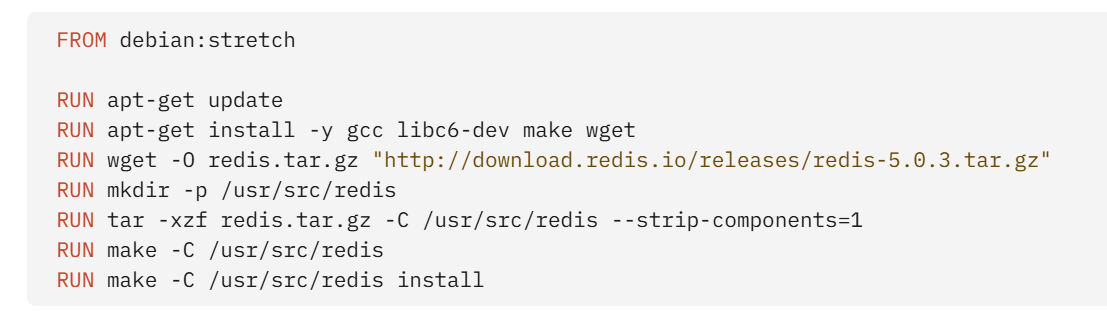 FROM debian:stretch
RUN apt-get update
RUN apt-get install -y gcc libc6-dev make wget
RUN wget -O redis.tar.gz "http://download.redis.io/releases/redis-5.0.3.tar.gz"
RUN mkdir -p /usr/src/redis
RUN tar -xzf redis.tar.gz -C /usr/src/redis --strip-components=1
RUN make -C /usr/src/redis
RUN make -C /usr/src/redis install